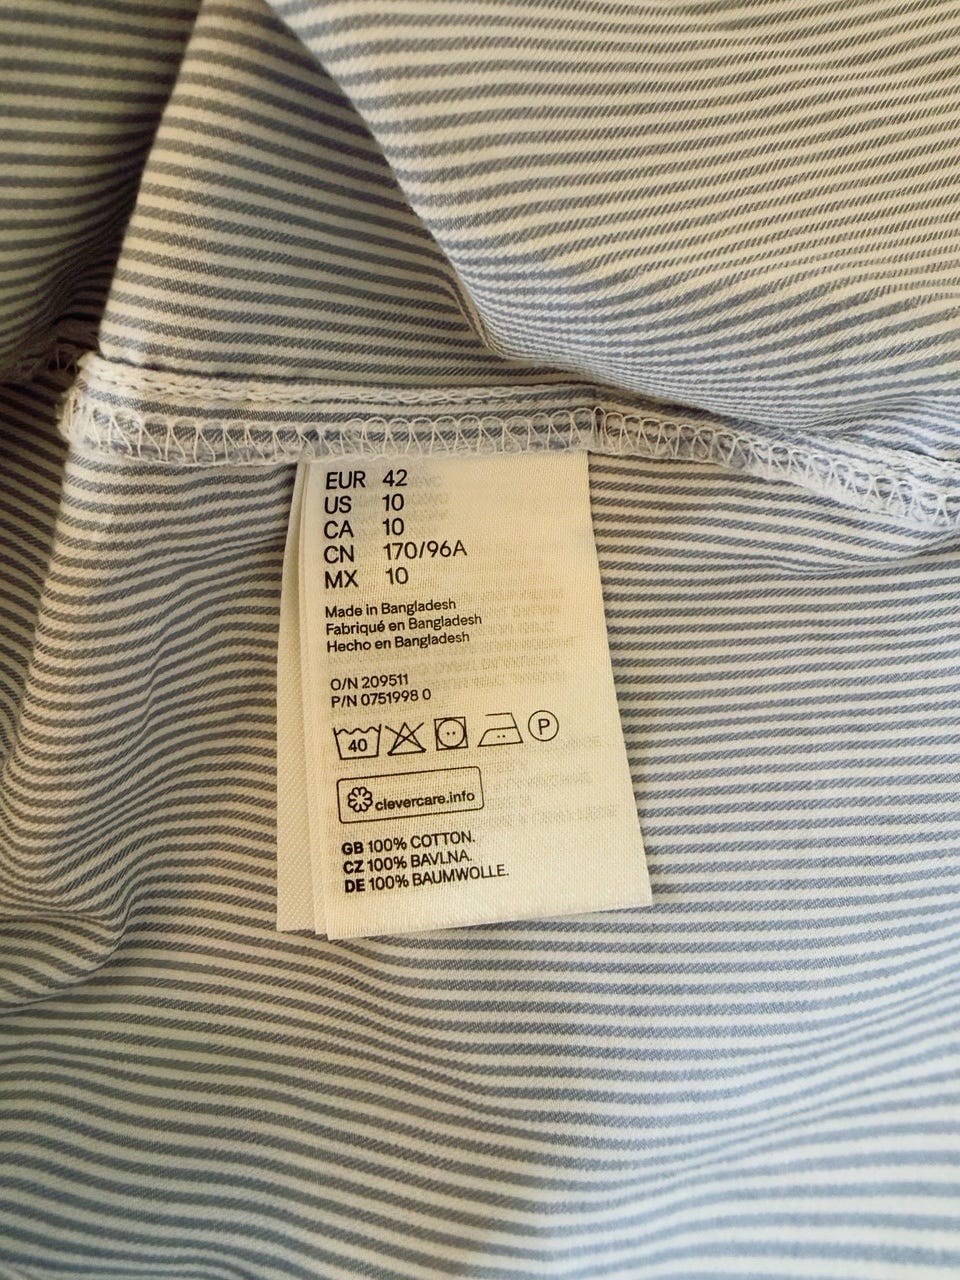 EUR 42
US 10
CA 10
CN 170/96A
MX 10
Made in Bangladesh
Fabriqué en Bangladesh
Hecho en Bangladesh
O/N 209511
P/N 0751998 0
40 P
clevercare.info
GB 100% COTTON.
CZ 100% BAVLNA.
DE 100% BAUMWOLLE.